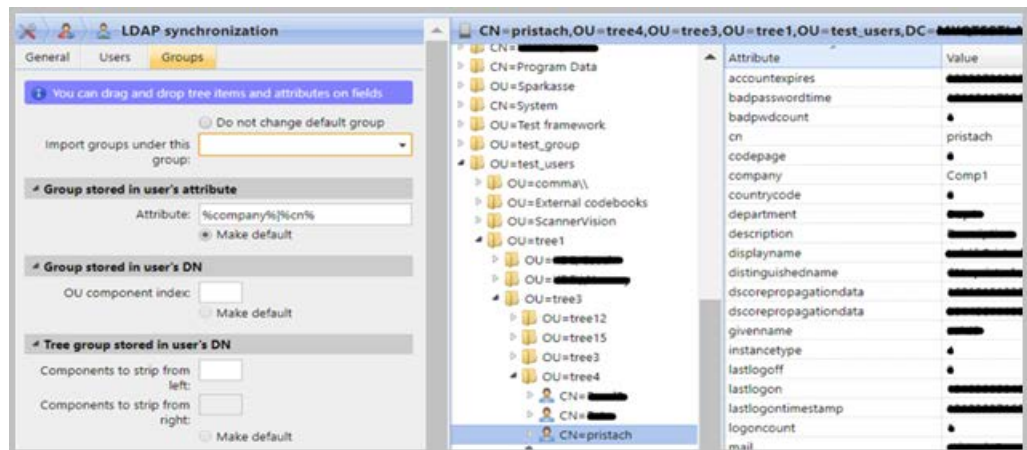 LDAP synchronization
General Users Groups
You can drag and drop tree items and attributes on fields
Do not change default group
Import groups under this group:
Group stored in user's attribute
Attribute: %company%|%cn%
Make default
Group stored in user's DN
OU component index:
Make default
Tree group stored in user's DN
Components to strip from left:
Components to strip from right:
Make default
CN=pristach,OU=tree4,OU=tree3,OU=tree1,OU=test_users,DC=
CN=
CN=Program Data
OU=Sparkasse
CN=System
OU=Test framework
OU=test_group
OU=test_users
OU=comma\\
OU=External codebooks
OU=ScannerVision
OU=tree1
OU=
OU=
OU=tree3
OU=tree12
OU=tree15
OU=tree3
OU=tree4
CN=
CN=
CN=pristach
Attribute Value
accountexpires
badpasswordtime
badpwdcount
cn pristach
codepage
company Comp1
countrycode
department
description
displayname
distinguishedname
dscorepropagationdata
dscorepropagationdata
givenname
instancetype
lastlogoff
lastlogon
lastlogontimestamp
logoncount
mail